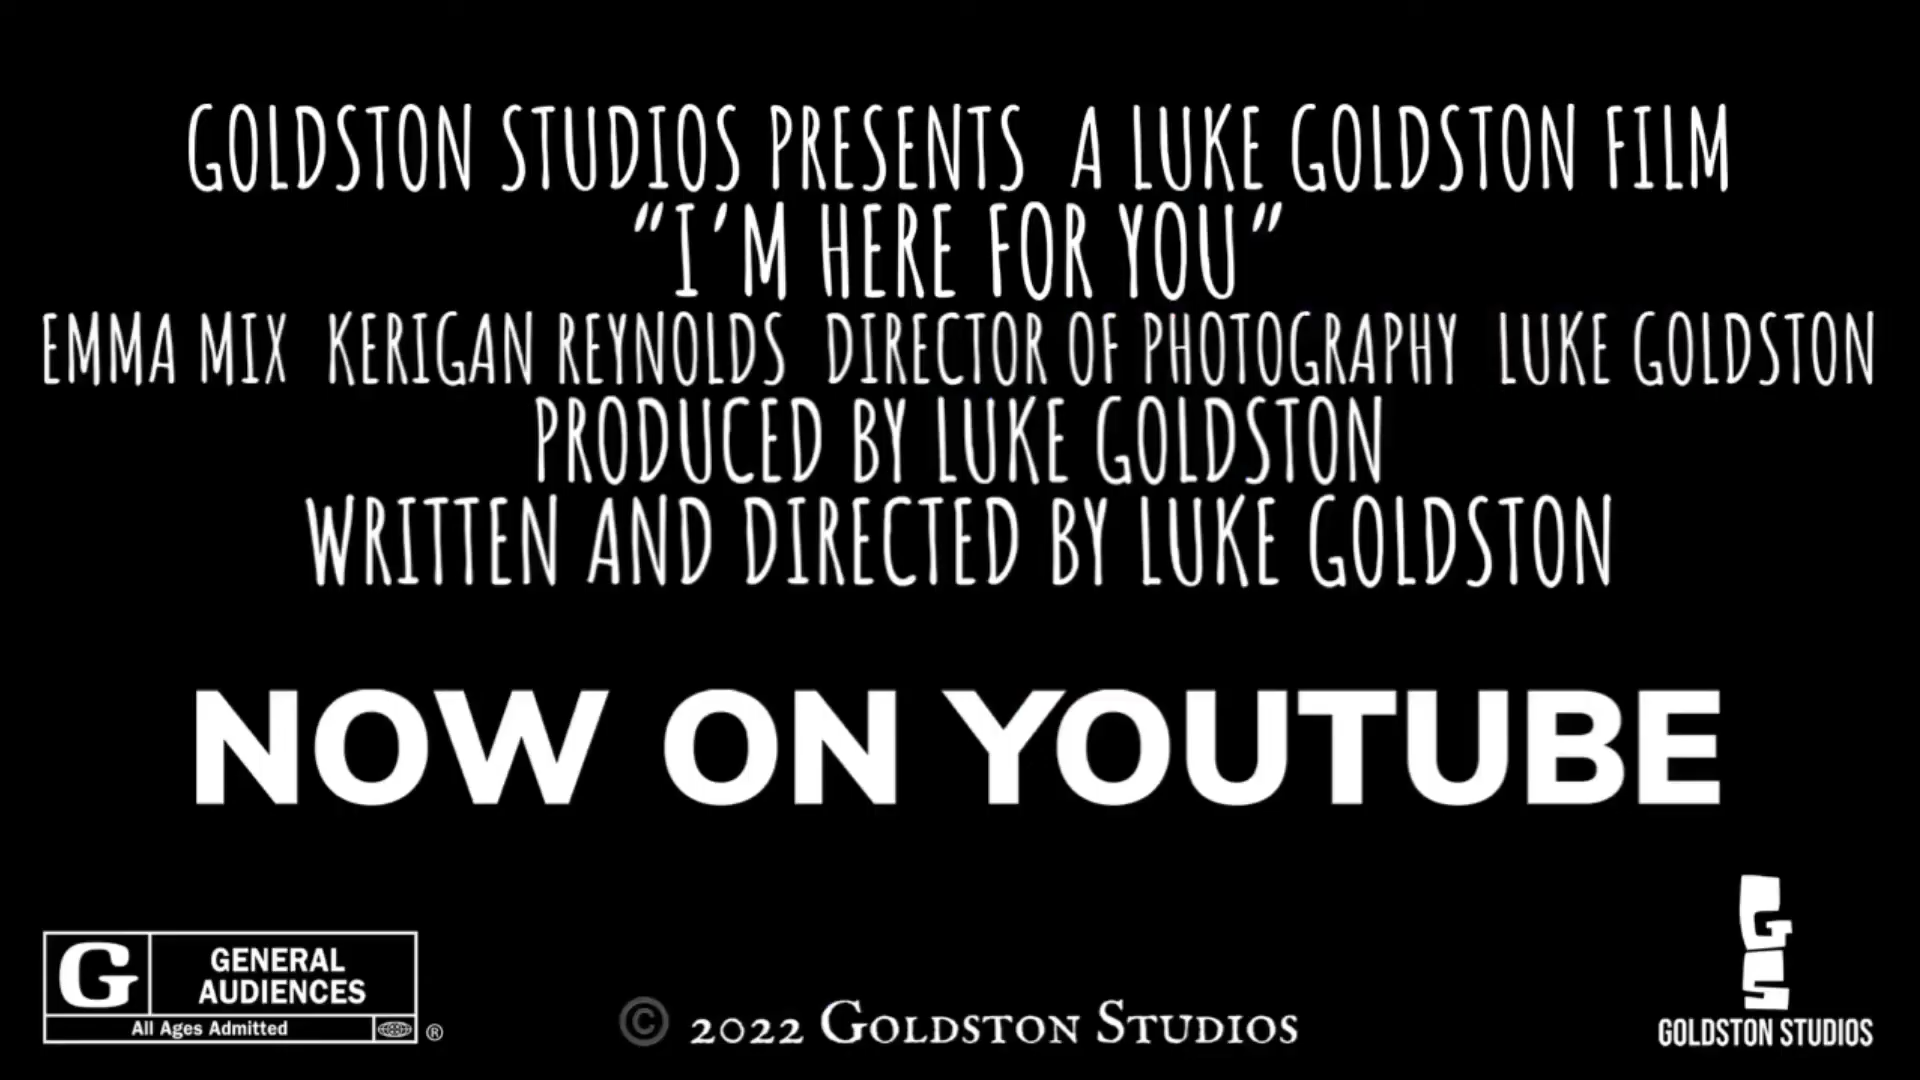 GOLDSTON STUDIOS PRESENTS A LUKE GOLDSTON FILM
“I’M HERE FOR YOU”
EMMA MIX KERIGAN REYNOLDS DIRECTOR OF PHOTOGRAPHY LUKE GOLDSTON
PRODUCED BY LUKE GOLDSTON
WRITTEN AND DIRECTED BY LUKE GOLDSTON
NOW ON YOUTUBE
G
GENERAL
AUDIENCES
All Ages Admitted
®
© 2022 GOLDSTON STUDIOS
GS
GOLDSTON STUDIOS